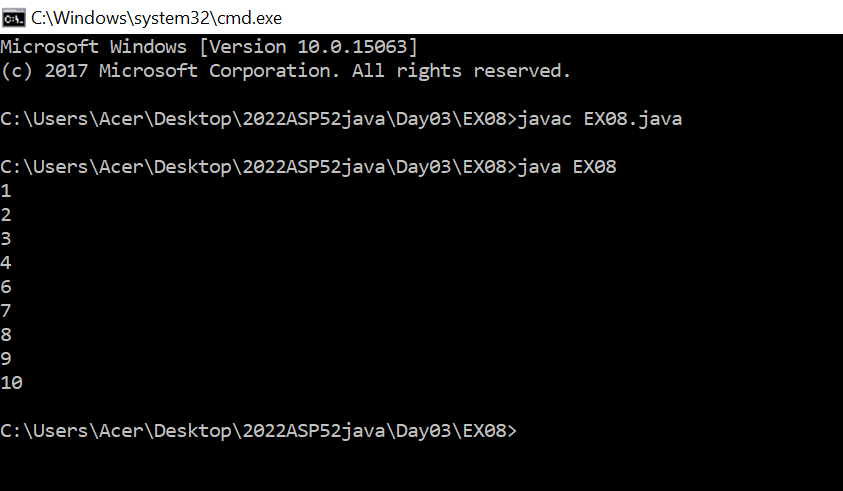 C:\Windows\system32\cmd.exe
Microsoft Windows [Version 10.0.15063]
(c) 2017 Microsoft Corporation. All rights reserved.
C:\Users\Acer\Desktop\2022ASP52java\Day03\EX08>javac EX08.java
C:\Users\Acer\Desktop\2022ASP52java\Day03\EX08>java EX08
1
2
3
4
6
7
8
9
10
C:\Users\Acer\Desktop\2022ASP52java\Day03\EX08>